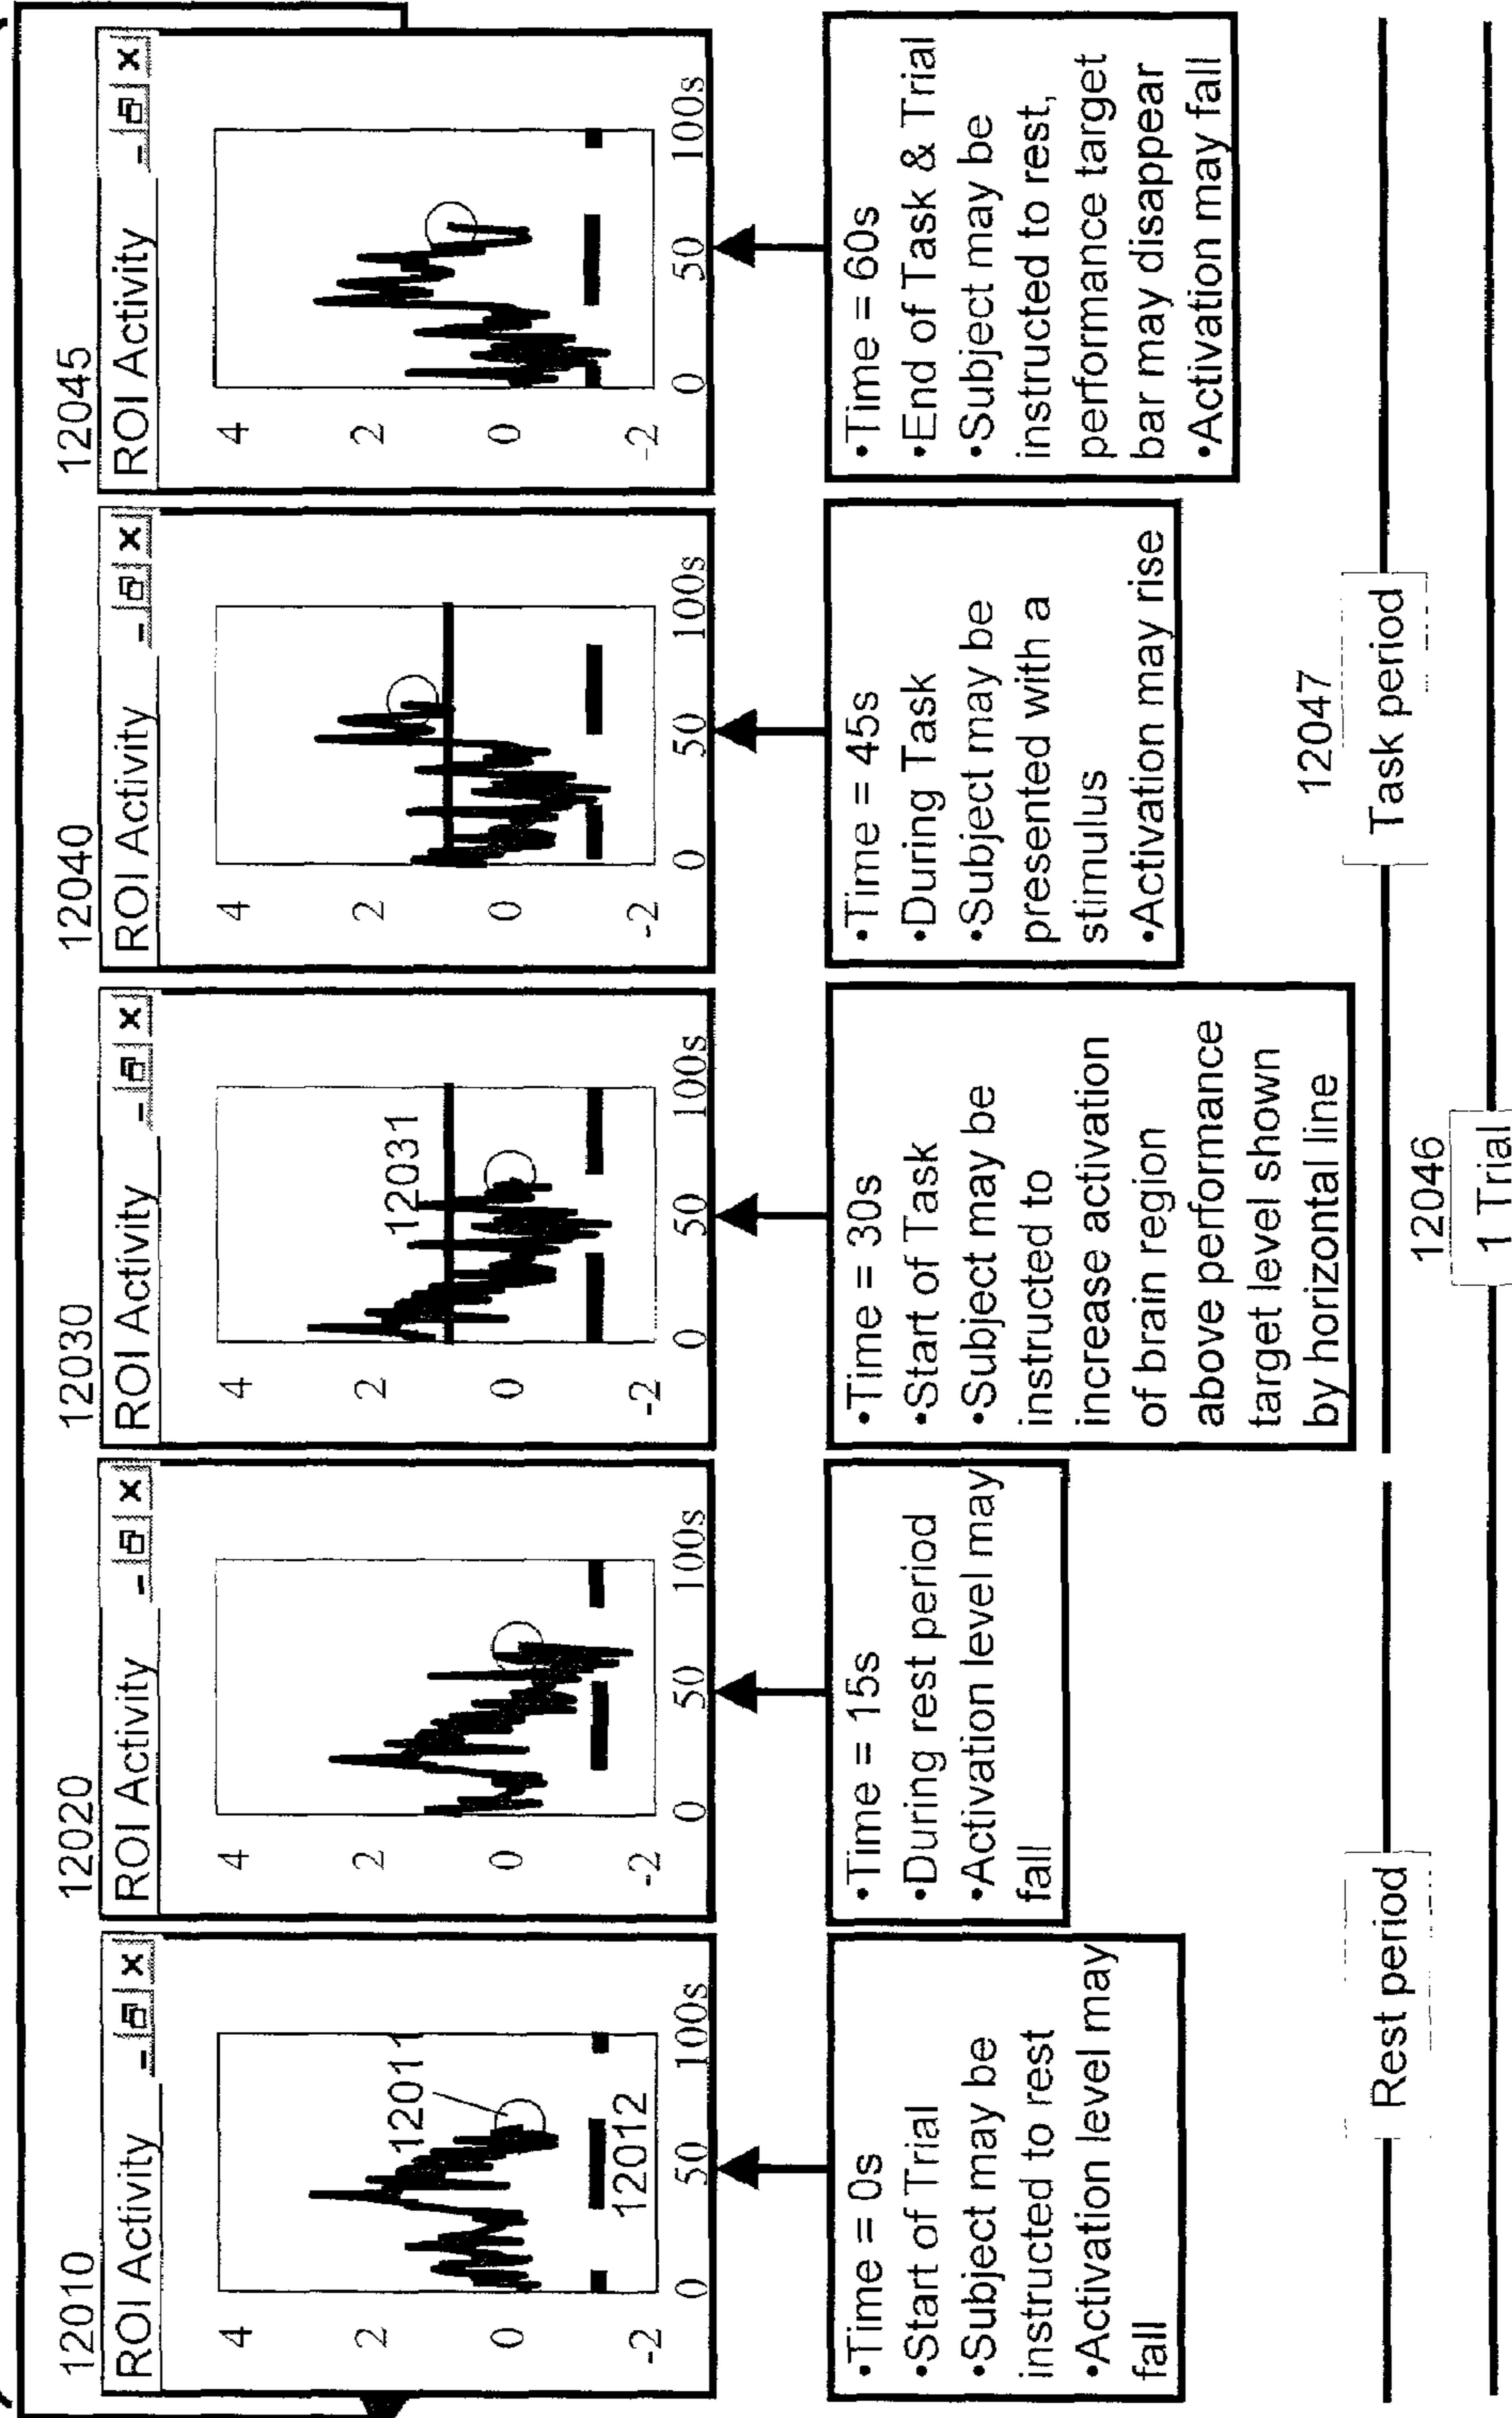 12010
ROI Activity
4
2
0
-2
12011
12012
0
50
100s
•Time = 0s
•Start of Trial
•Subject may be
instructed to rest
•Activation level may
fall
12020
ROI Activity
4
2
0
-2
0
50
100s
•Time = 15s
•During rest period
•Activation level may
fall
12030
ROI Activity
4
2
0
-2
12031
0
50
100s
•Time = 30s
•Start of Task
•Subject may be
instructed to
increase activation
of brain region
above performance
target level shown
by horizontal line
12040
ROI Activity
4
2
0
-2
0
50
100s
•Time = 45s
•During Task
•Subject may be
presented with a
stimulus
•Activation may rise
12045
ROI Activity
4
2
0
-2
0
50
100s
•Time = 60s
•End of Task & Trial
•Subject may be
instructed to rest,
performance target
bar may disappear
•Activation may fall
Rest period
12047
Task period
12046
1 Trial